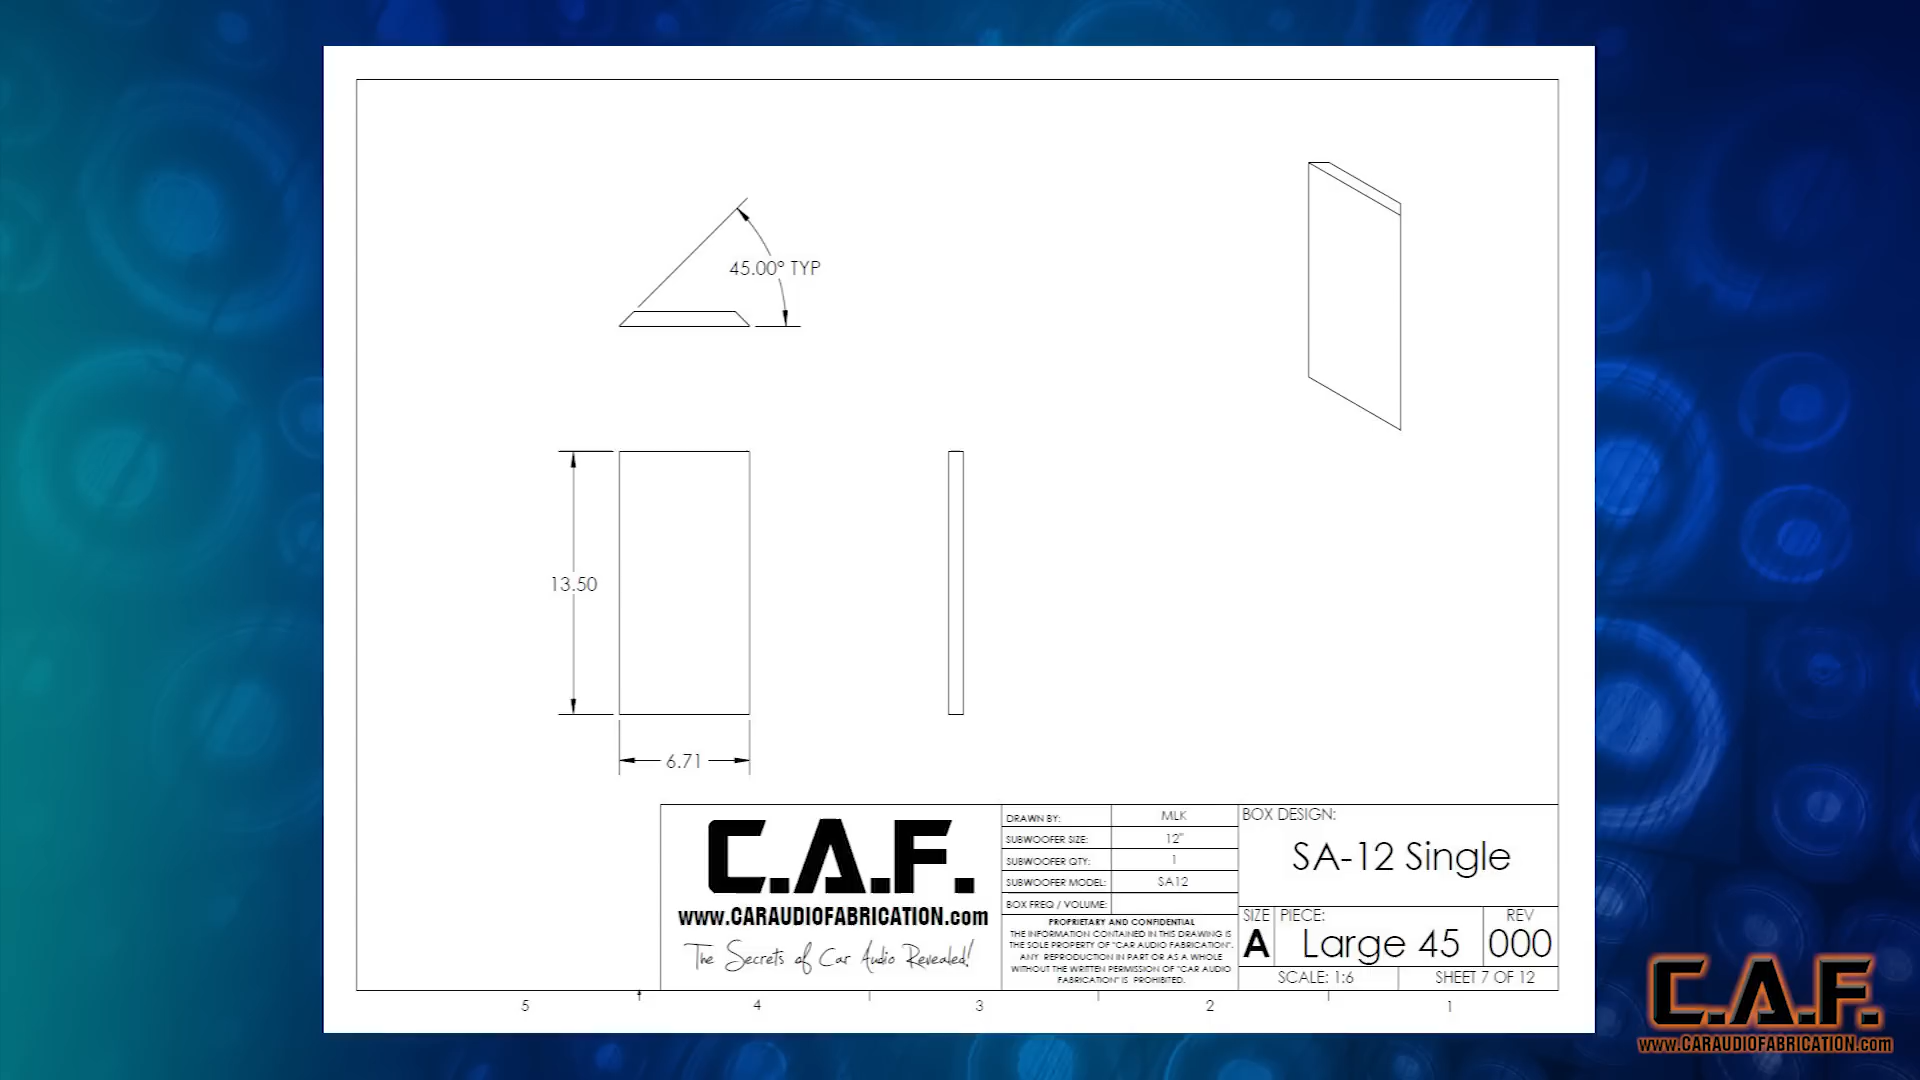 45.00° TYP
13.50
6.71
C.A.F.
www.CARAUDIOFABRICATION.com
The Secrets of Car Audio Revealed!
DRAWN BY: MLK
SUBWOOFER SIZE: 12"
SUBWOOFER QTY: 1
SUBWOOFER MODEL: SA12
BOX FREQ / VOLUME:
PROPRIETARY AND CONFIDENTIAL
THE INFORMATION CONTAINED IN THIS DRAWING IS
THE SOLE PROPERTY OF "CAR AUDIO FABRICATION".
ANY REPRODUCTION IN PART OR AS A WHOLE
WITHOUT THE WRITTEN PERMISSION OF "CAR AUDIO
FABRICATION" IS PROHIBITED.
BOX DESIGN:
SA-12 Single
SIZE PIECE: REV
A Large 45 000
SCALE: 1:6 SHEET 7 OF 12
5 4 3 2 1
C.A.F.
www.CARAUDIOFABRICATION.com